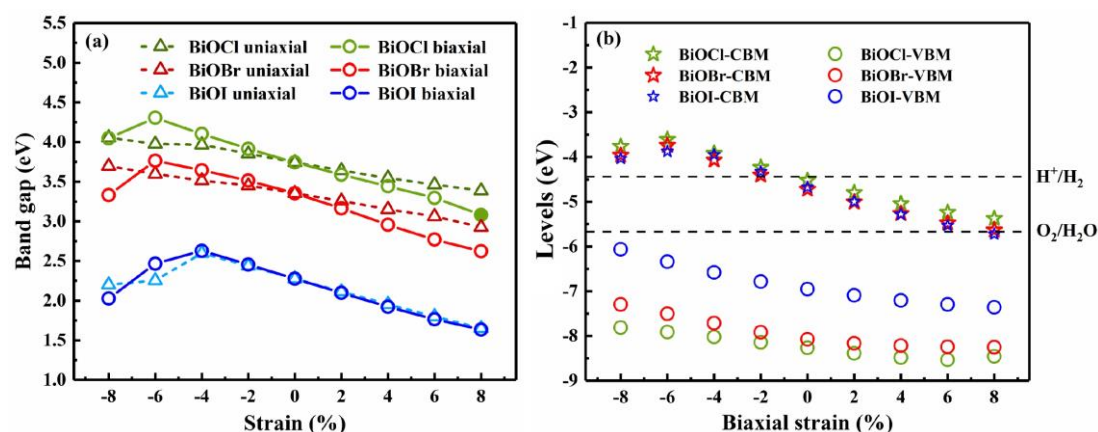 (a)
BiOCl uniaxial
BiOCl biaxial
BiOBr uniaxial
BiOBr biaxial
BiOI uniaxial
BiOI biaxial
5.5
5.0
4.5
4.0
3.5
3.0
2.5
2.0
1.5
1.0
Band gap (eV)
-8 -6 -4 -2 0 2 4 6 8
Strain (%)
(b)
BiOCl-CBM
BiOCl-VBM
BiOBr-CBM
BiOBr-VBM
BiOI-CBM
BiOI-VBM
-1
-2
-3
-4
-5
-6
-7
-8
-9
Levels (eV)
H⁺/H₂
O₂/H₂O
-8 -6 -4 -2 0 2 4 6 8
Biaxial strain (%)